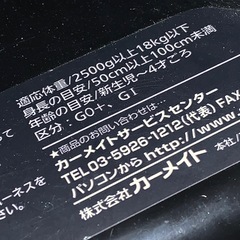 適応体重/2500g以上18kg以下
身長の目安/50cm以上100cm未満
年齢の目安/新生児～4才ごろ
区分. G0+、G1
商品のお問い合わせは
カーメイトサービスセンター
TEL03-5926-1212(代表) FAX
パソコンから http://www.
株式会社 カーメイト
ーネスを
さい。